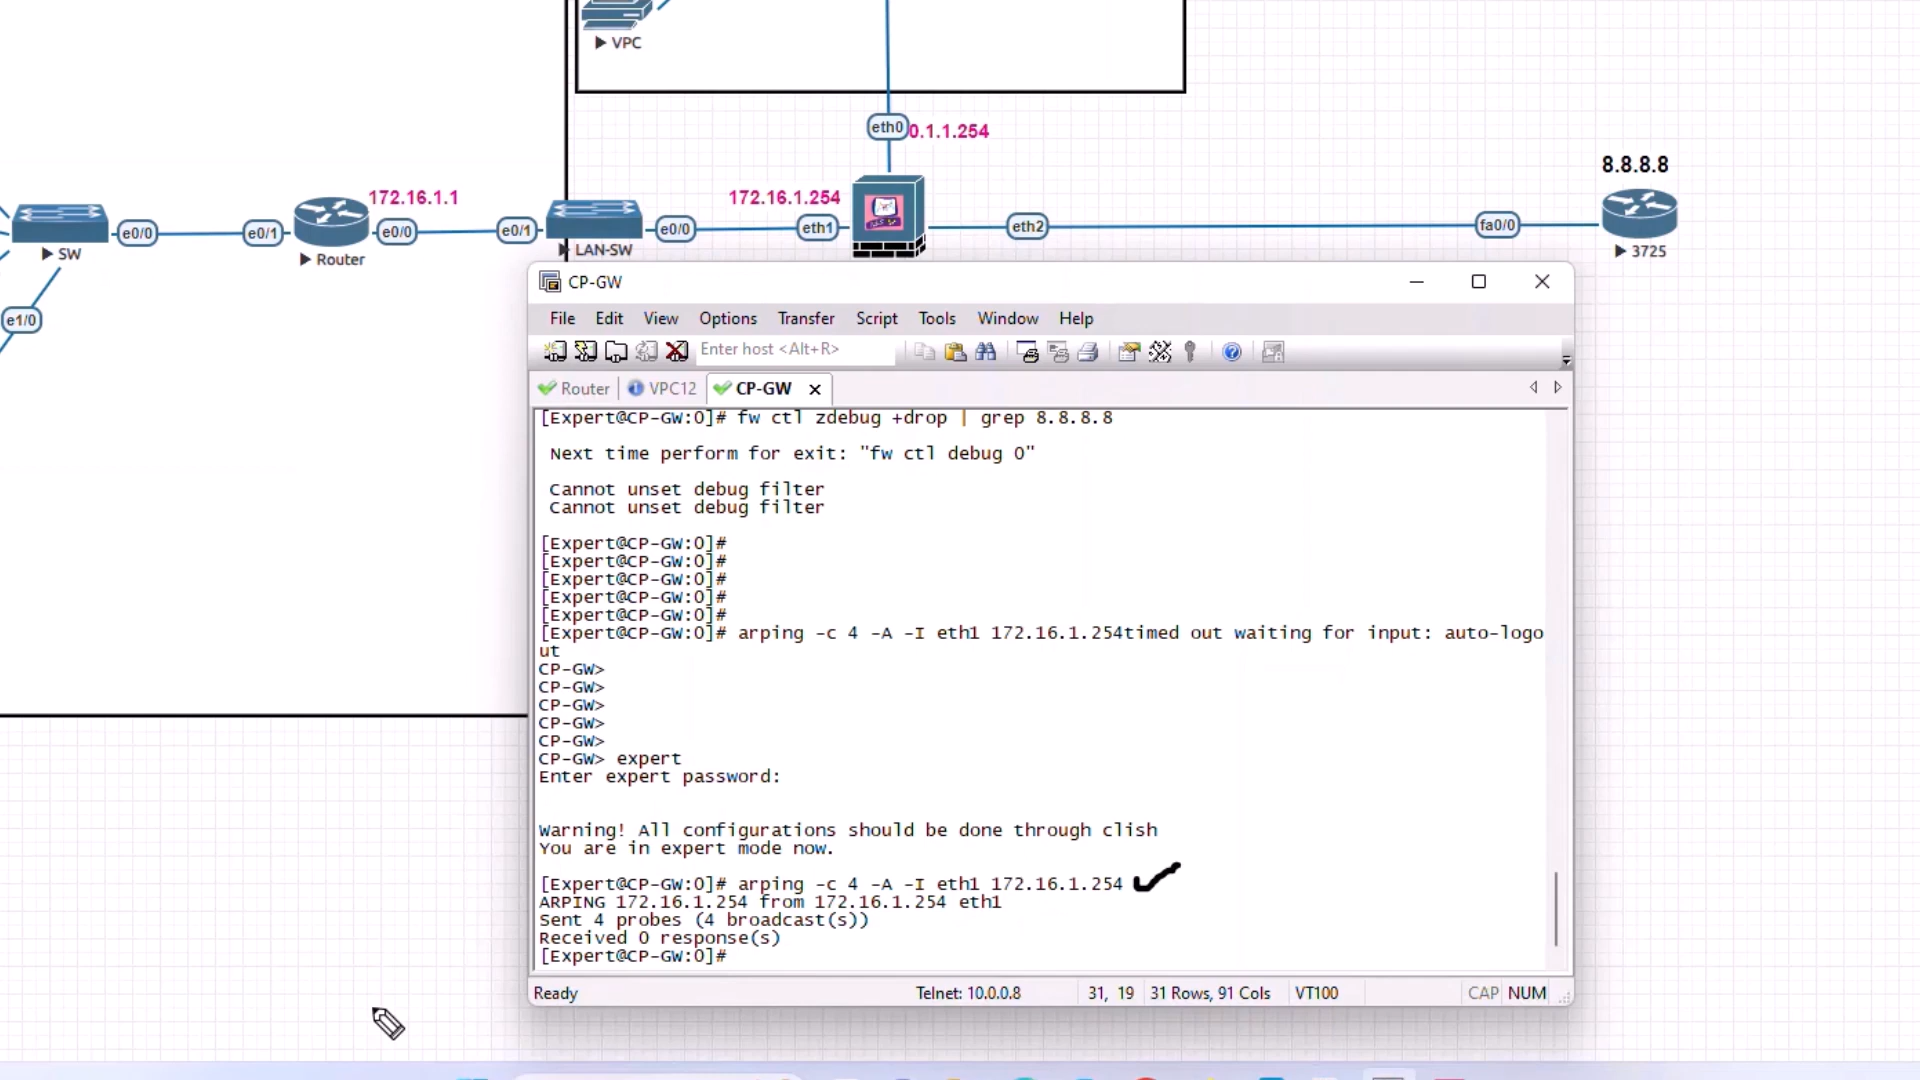 VPC
eth0
0.1.1.254
8.8.8.8
172.16.1.1
172.16.1.254
e0/0
e0/1
e0/0
e0/1
e0/0
eth1
eth2
fa0/0
SW
Router
LAN-SW
3725
e1/0
CP-GW
File Edit View Options Transfer Script Tools Window Help
Enter host <Alt+R>
Router
VPC12
CP-GW
[Expert@CP-GW:0]# fw ctl zdebug +drop | grep 8.8.8.8
Next time perform for exit: "fw ctl debug 0"
Cannot unset debug filter
Cannot unset debug filter
[Expert@CP-GW:0]#
[Expert@CP-GW:0]#
[Expert@CP-GW:0]#
[Expert@CP-GW:0]#
[Expert@CP-GW:0]#
[Expert@CP-GW:0]# arping -c 4 -A -I eth1 172.16.1.254timed out waiting for input: auto-logo
ut
CP-GW>
CP-GW>
CP-GW>
CP-GW>
CP-GW>
CP-GW> expert
Enter expert password:
Warning! All configurations should be done through clish
You are in expert mode now.
[Expert@CP-GW:0]# arping -c 4 -A -I eth1 172.16.1.254
ARPING 172.16.1.254 from 172.16.1.254 eth1
Sent 4 probes (4 broadcast(s))
Received 0 response(s)
[Expert@CP-GW:0]#
Ready
Telnet: 10.0.0.8
31, 19
31 Rows, 91 Cols
VT100
CAP NUM